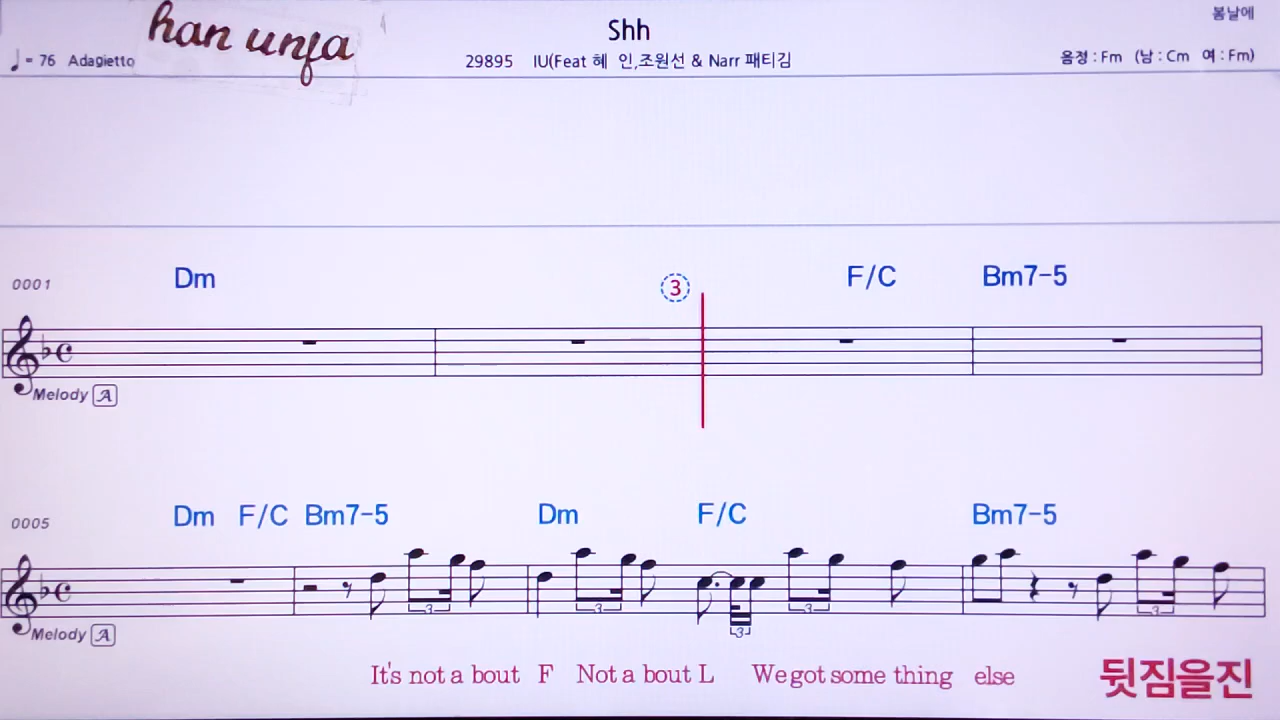 han unja
Shh
봄날에
♩= 76 Adagietto
29895 IU(Feat 혜 인,조원선 & Narr 패티김
음정 : Fm (남 : Cm 여 : Fm)
0001 Dm ③ F/C Bm7-5
Melody A
0005 Dm F/C Bm7-5 Dm F/C Bm7-5
3 3 3 3 3
Melody A
It's not a bout F Not a bout L We got some thing else
뒷짐을진